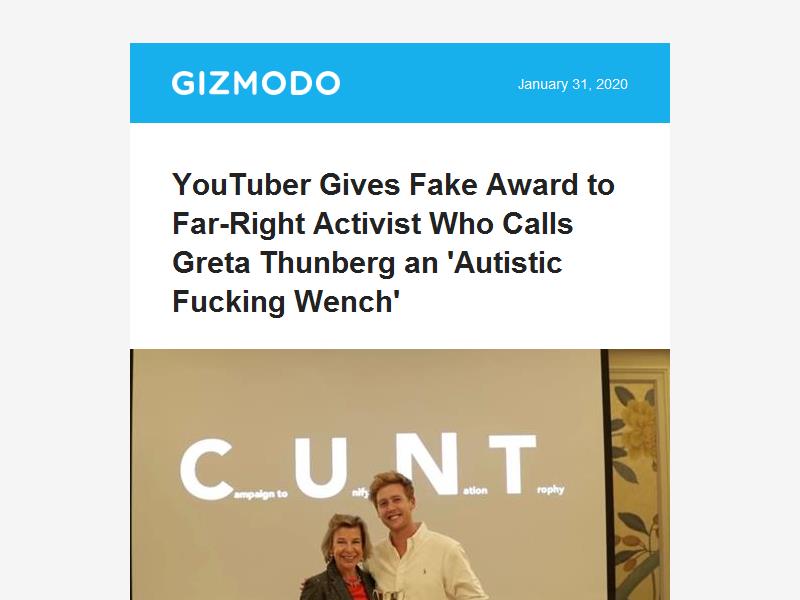 GIZMODO
January 31, 2020
YouTuber Gives Fake Award to
Far-Right Activist Who Calls
Greta Thunberg an 'Autistic
Fucking Wench'
C ampaign to U nify N ation T rophy